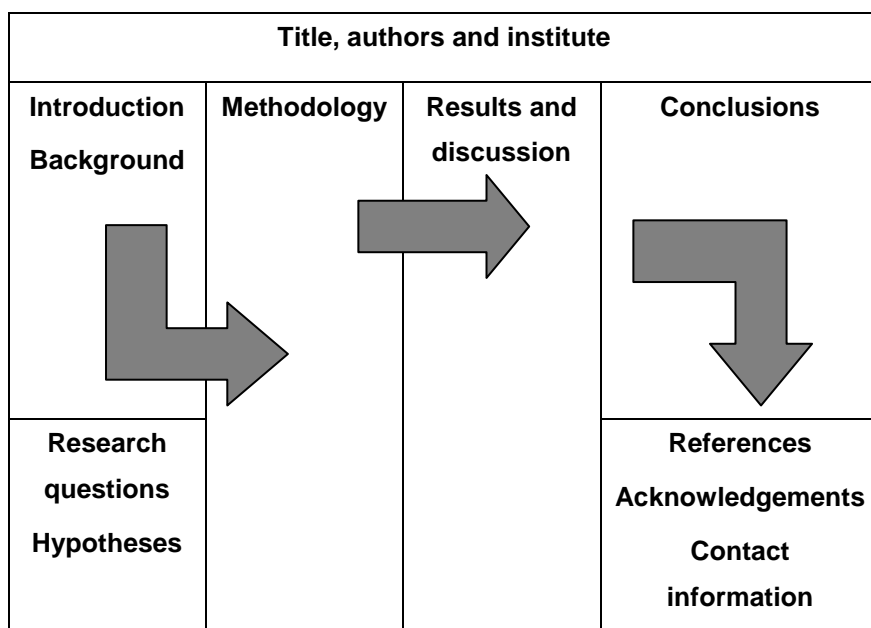 Title, authors and institute
Introduction
Background
Research
questions
Hypotheses
Methodology
Results and
discussion
Conclusions
References
Acknowledgements
Contact
information